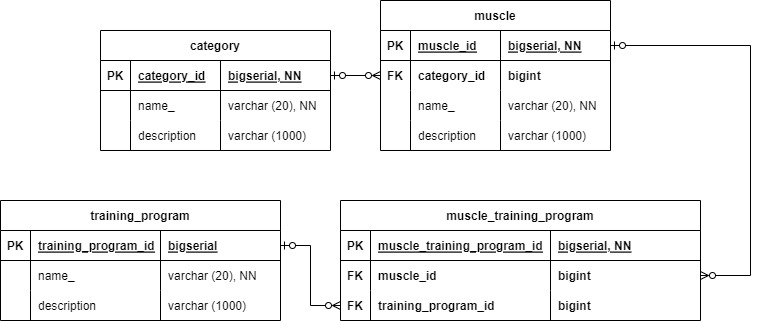 category
PK category_id bigserial, NN
name_ varchar (20), NN
description varchar (1000)
muscle
PK muscle_id bigserial, NN
FK category_id bigint
name_ varchar (20), NN
description varchar (1000)
training_program
PK training_program_id bigserial
name_ varchar (20), NN
description varchar (1000)
muscle_training_program
PK muscle_training_program_id bigserial, NN
FK muscle_id bigint
FK training_program_id bigint